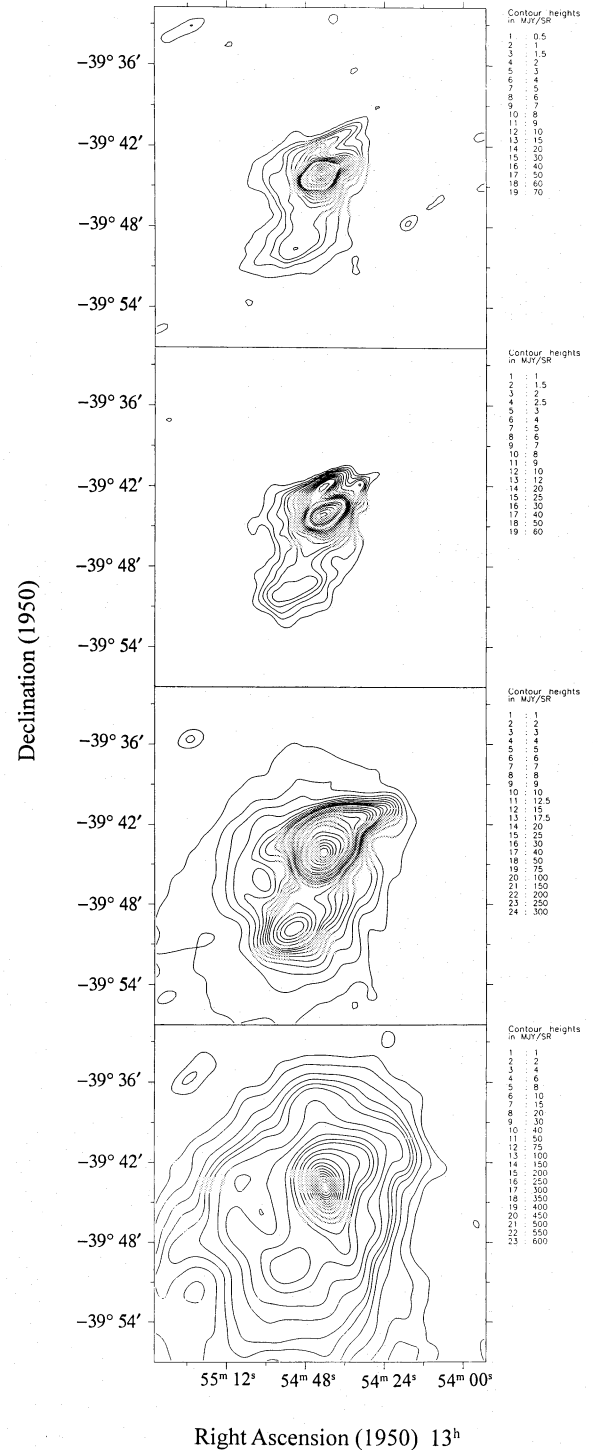 Contour heights
in MJY/SR
1 : 0.5
2 : 1
3 : 1.5
4 : 2
5 : 3
6 : 4
7 : 5
8 : 6
9 : 7
10 : 8
11 : 9
12 : 10
13 : 15
14 : 20
15 : 30
16 : 40
17 : 50
18 : 60
19 : 70
−39° 36′
−39° 42′
−39° 48′
−39° 54′
Contour heights
in MJY/SR
1 : 1
2 : 1.5
3 : 2
4 : 2.5
5 : 3
6 : 4
7 : 5
8 : 6
9 : 7
10 : 8
11 : 9
12 : 10
13 : 12
14 : 20
15 : 25
16 : 30
17 : 40
18 : 50
19 : 60
−39° 36′
−39° 42′
−39° 48′
−39° 54′
Declination (1950)
Contour heights
in MJY/SR
1 : 1
2 : 2
3 : 3
4 : 4
5 : 5
6 : 6
7 : 7
8 : 8
9 : 9
10 : 10
11 : 12.5
12 : 15
13 : 17.5
14 : 20
15 : 25
16 : 30
17 : 40
18 : 50
19 : 75
20 : 100
21 : 150
22 : 200
23 : 250
24 : 300
−39° 36′
−39° 42′
−39° 48′
−39° 54′
Contour heights
in MJY/SR
1 : 1
2 : 2
3 : 4
4 : 6
5 : 8
6 : 10
7 : 15
8 : 20
9 : 30
10 : 40
11 : 50
12 : 75
13 : 100
14 : 150
15 : 200
16 : 250
17 : 300
18 : 350
19 : 400
20 : 450
21 : 500
22 : 550
23 : 600
−39° 36′
−39° 42′
−39° 48′
−39° 54′
55ᵐ 12ˢ 54ᵐ 48ˢ 54ᵐ 24ˢ 54ᵐ 00ˢ
Right Ascension (1950) 13ʰ